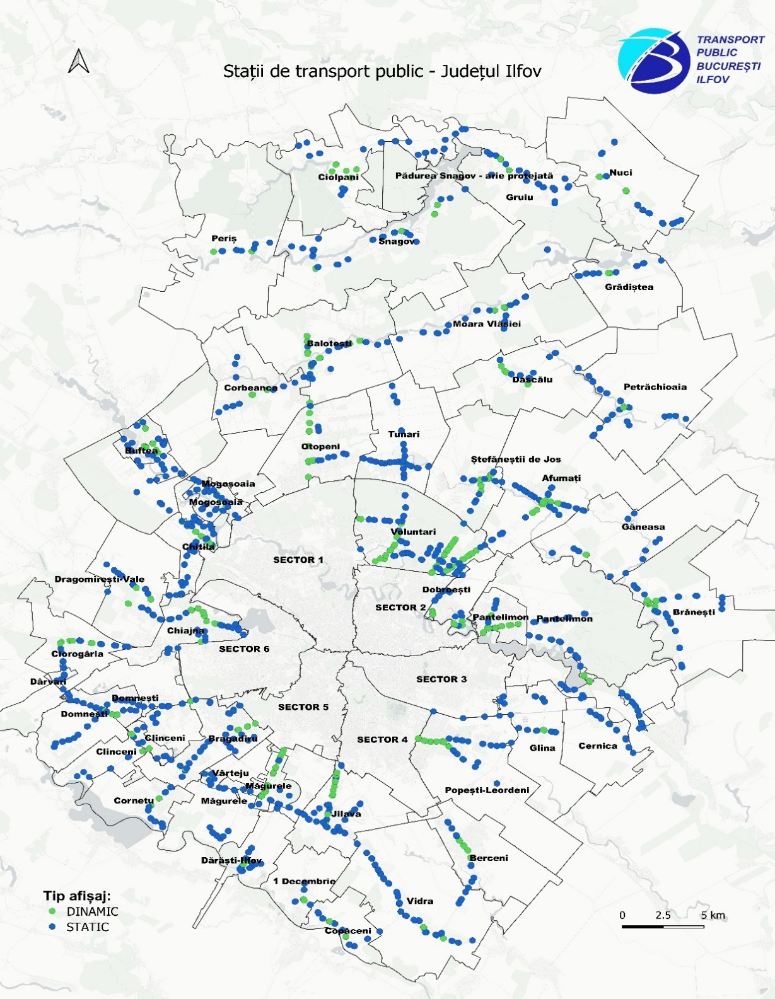 TRANSPORT
PUBLIC
BUCUREȘTI
ILFOV
Stații de transport public - Județul Ilfov
Ciolpani
Pădurea Snagov - arie protejată
Nuci
Gruiu
Periș
Snagov
Grădiștea
Moara Vlăsiei
Balotești
Corbeanca
Dascălu
Petrăchioaia
Tunari
Otopeni
Buftea
Ștefăneștii de Jos
Afumați
Mogoșoaia
Mogoșoaia
Găneasa
Voluntari
Chitila
SECTOR 1
Dragomirești-Vale
Dobroești
SECTOR 2
Brănești
Pantelimon
Pantelimon
Chiajna
SECTOR 6
Ciorogârla
SECTOR 3
Dârvari
Domnești
SECTOR 5
Domnești
Clinceni
Bragadiru
SECTOR 4
Clinceni
Glina
Cernica
Vârteju
Măgurele
Popești-Leordeni
Cornetu
Măgurele
Jilava
Dărăști-Ilfov
Berceni
1 Decembrie
Vidra
Copăceni
Tip afișaj:
DINAMIC
STATIC
0 2.5 5 km